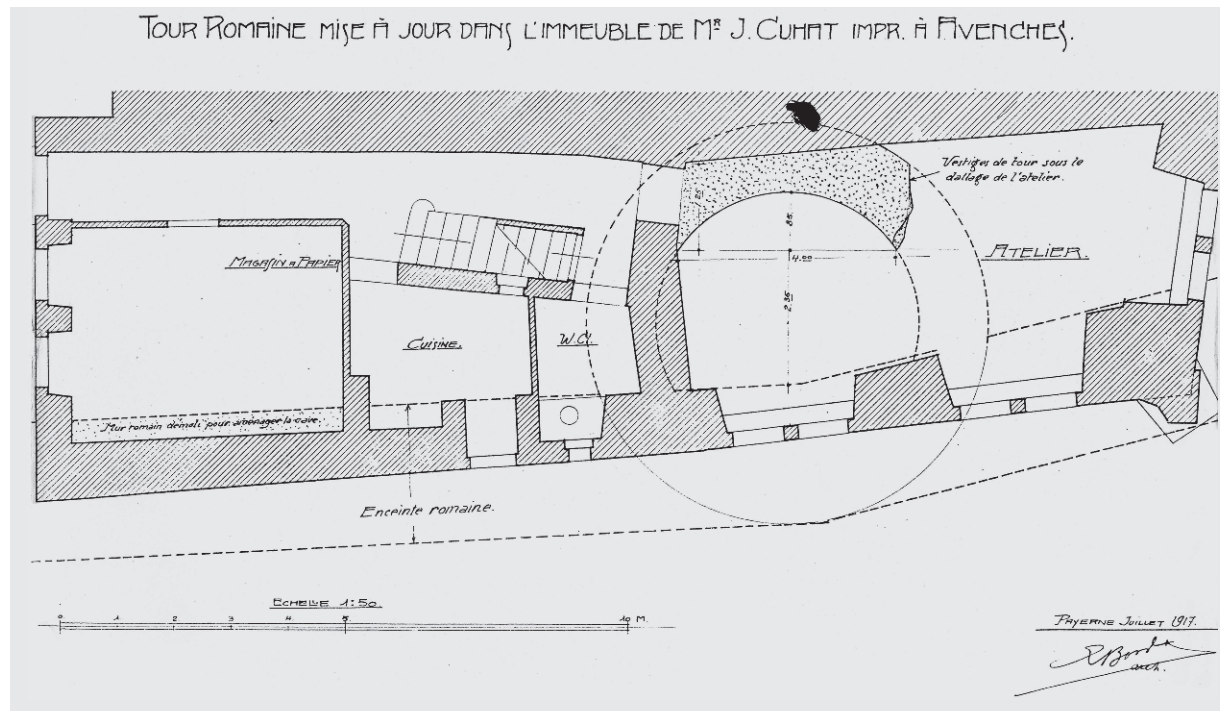 TOUR ROMAINE MISE À JOUR DANS L'IMMEUBLE DE MR J. CUHAT IMPR. À AVENCHES.
Vestiges de tour sous le
dallage de l'atelier.
85
ATELIER.
MAGASIN A PAPIER
4.00
2.35
CUISINE.
W.C.
Mur romain démoli pour aménager la cave.
Enceinte romaine.
ECHELLE 1:50.
0 1 2 3 4 5 10 M.
PAYERNE JUILLET 1917.
arch.